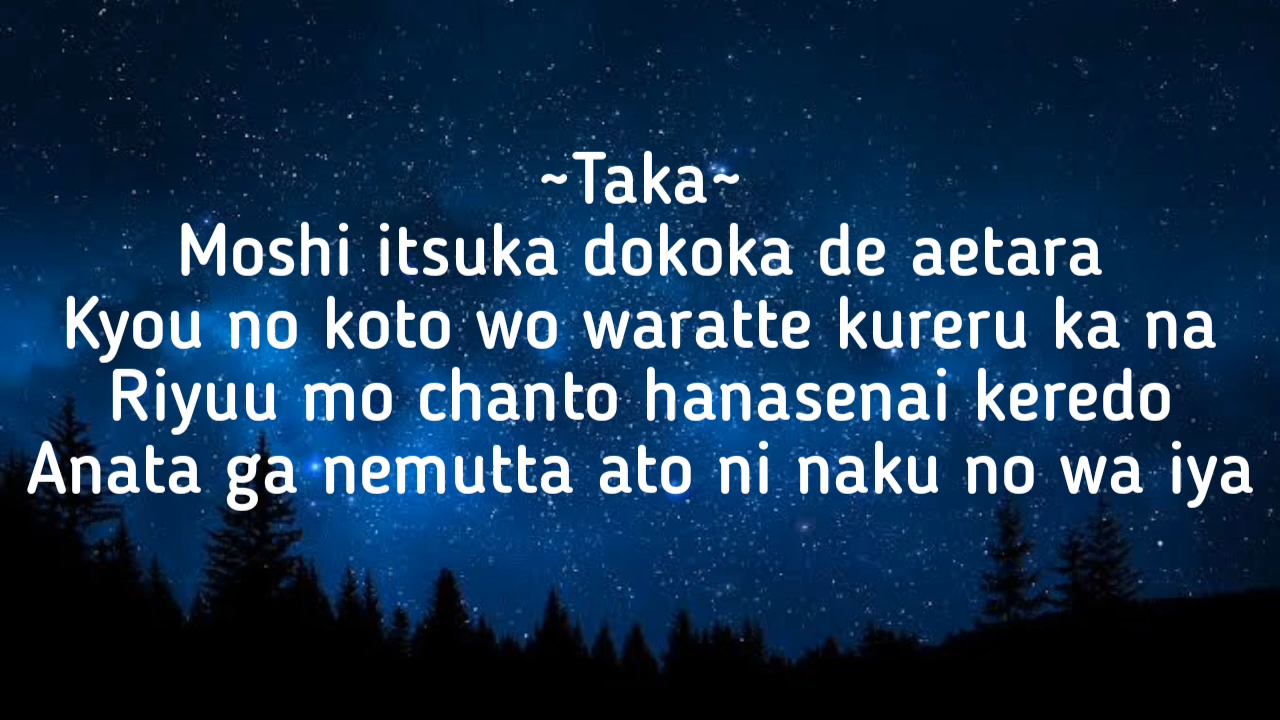 ~Taka~
Moshi itsuka dokoka de aetara
Kyou no koto wo waratte kureru ka na
Riyuu mo chanto hanasenai keredo
Anata ga nemutta ato ni naku no wa iya